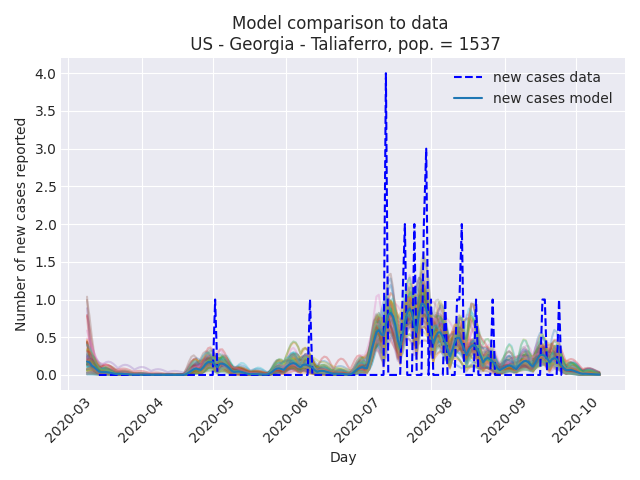 Model comparison to data
US - Georgia - Taliaferro, pop. = 1537
new cases data
new cases model
Number of new cases reported
4.0
3.5
3.0
2.5
2.0
1.5
1.0
0.5
0.0
2020-03
2020-04
2020-05
2020-06
2020-07
2020-08
2020-09
2020-10
Day